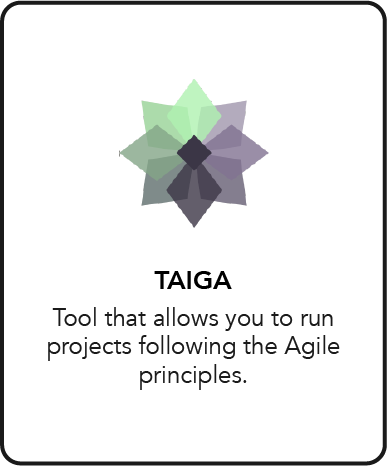 TAIGA
Tool that allows you to run
projects following the Agile
principles.